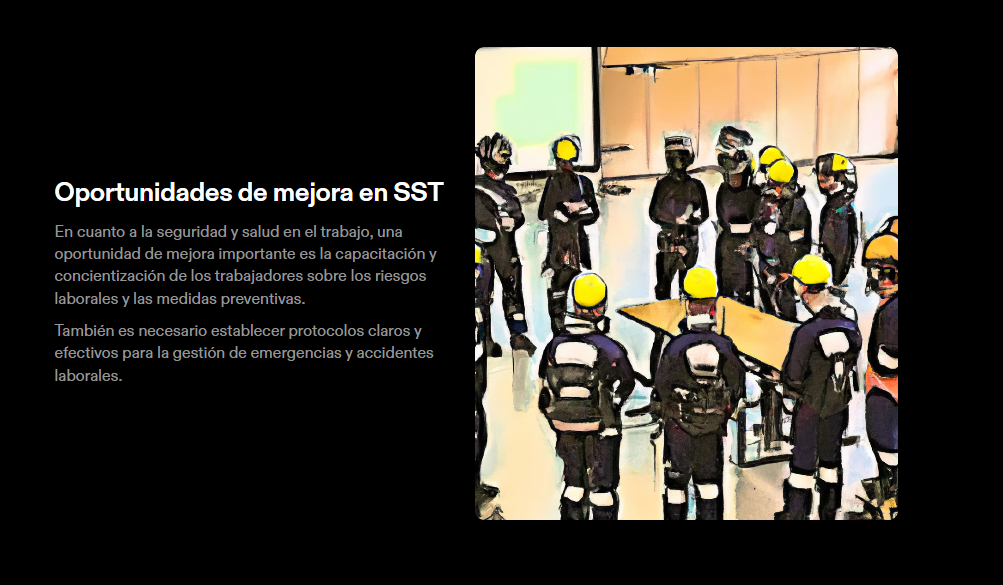 Oportunidades de mejora en SST
En cuanto a la seguridad y salud en el trabajo, una
oportunidad de mejora importante es la capacitación y
concientización de los trabajadores sobre los riesgos
laborales y las medidas preventivas.
También es necesario establecer protocolos claros y
efectivos para la gestión de emergencias y accidentes
laborales.